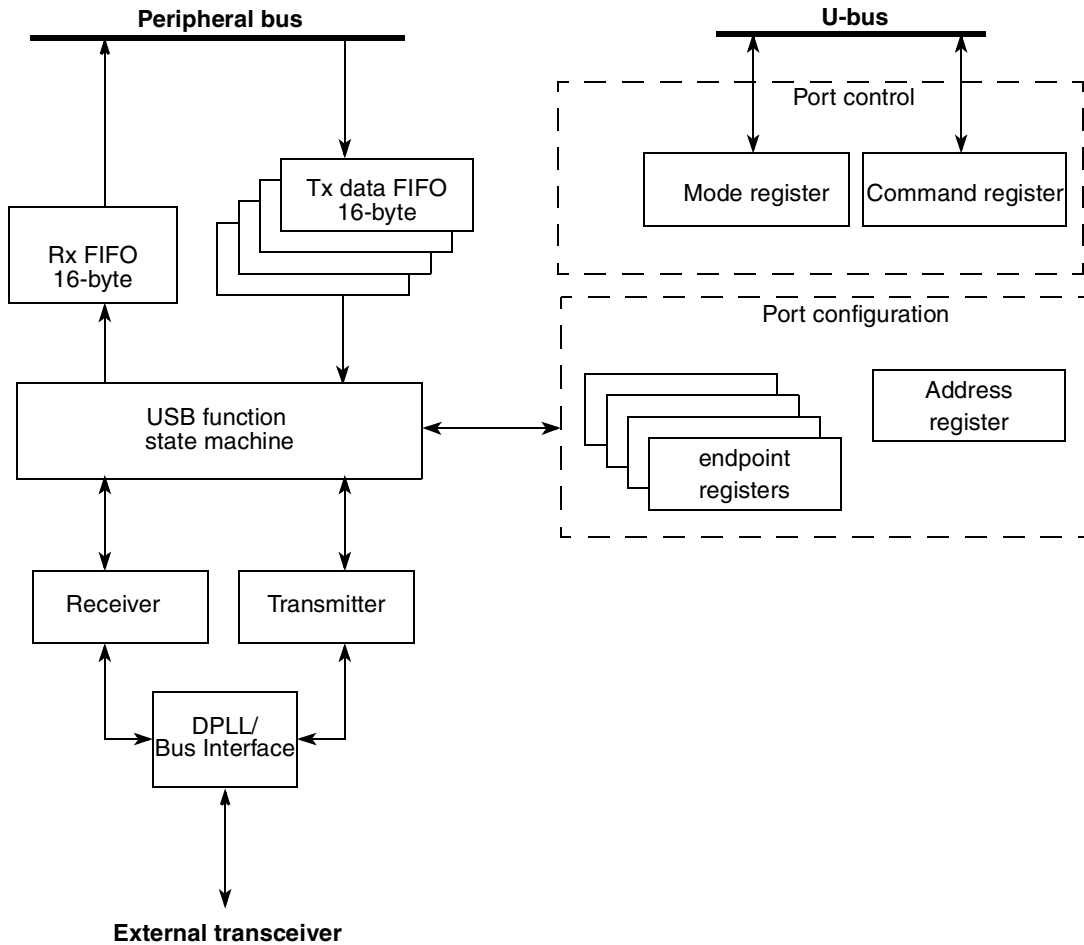 Peripheral bus
U-bus
Port control
Mode register
Command register
Tx data FIFO
16-byte
Rx FIFO
16-byte
Port configuration
USB function
state machine
Address
register
endpoint
registers
Receiver
Transmitter
DPLL/
Bus Interface
External transceiver